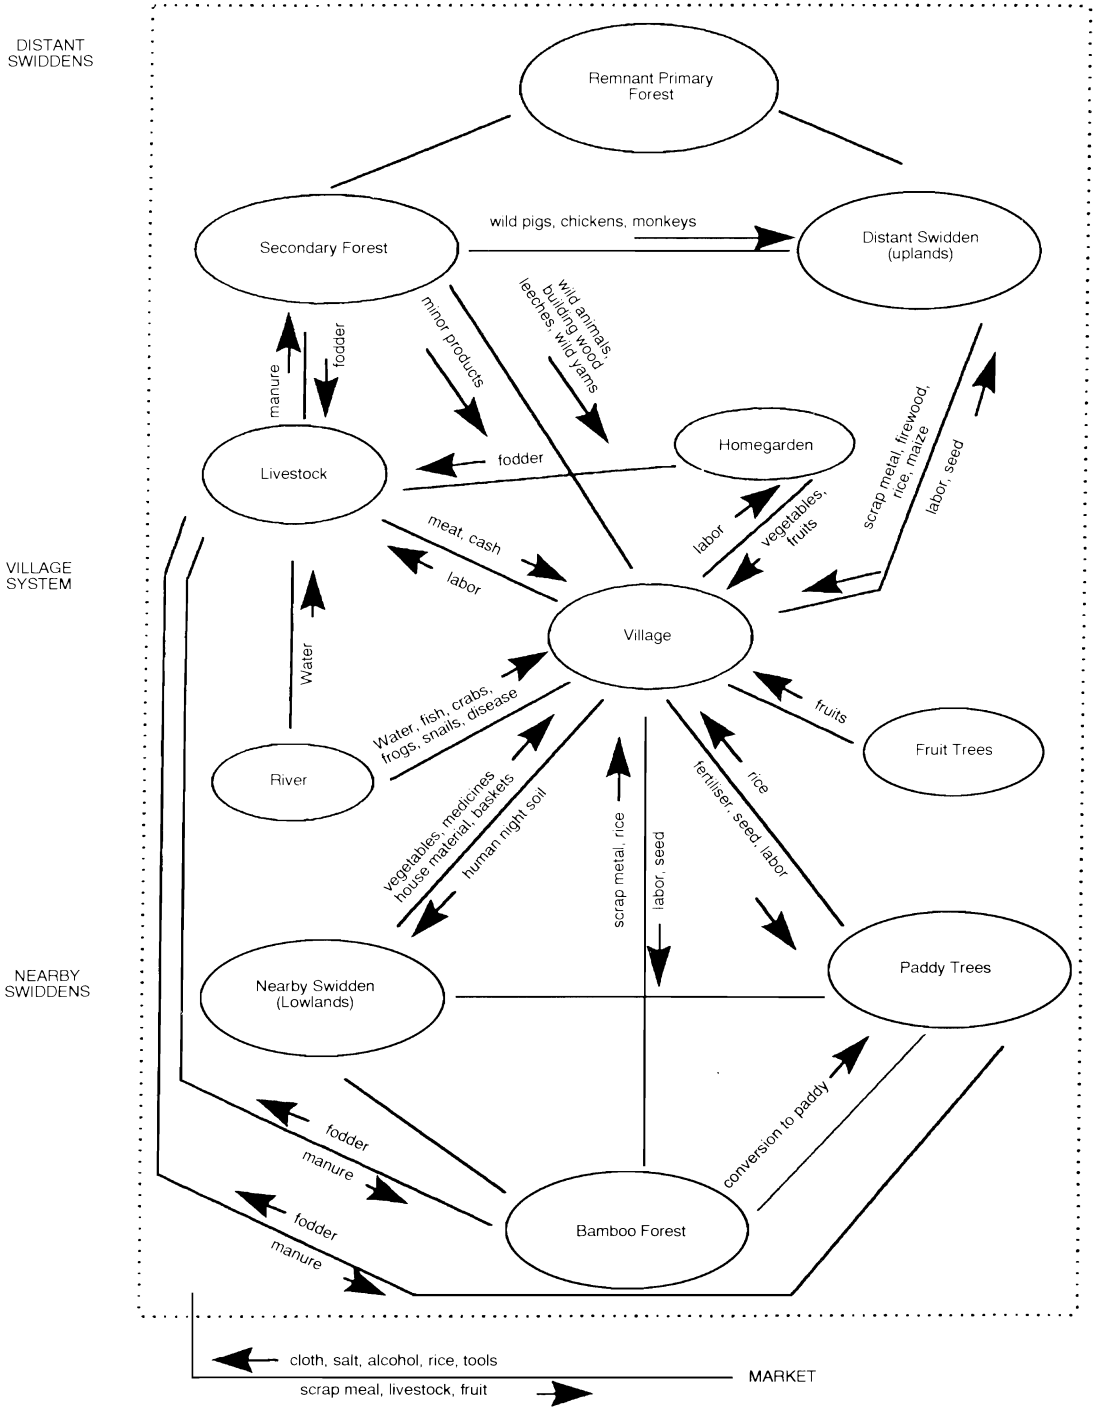 DISTANT
SWIDDENS
Remnant Primary
Forest
Secondary Forest
wild pigs, chickens, monkeys
Distant Swidden
(uplands)
minor products
wild animals,
building wood
leeches, wild yams
manure
fodder
Livestock
fodder
Homegarden
scrap metal, firewood,
rice, maize
labor, seed
meat, cash
labor
labor
vegetables,
fruits
VILLAGE
SYSTEM
Village
Water
Water, fish, crabs,
frogs, snails, disease
fruits
Fruit Trees
River
vegetables, medicines
house material, baskets
human night soil
scrap metal, rice
labor, seed
rice
fertiliser, seed, labor
NEARBY
SWIDDENS
Nearby Swidden
(Lowlands)
Paddy Trees
fodder
manure
conversion to paddy
Bamboo Forest
fodder
manure
cloth, salt, alcohol, rice, tools
MARKET
scrap meal, livestock, fruit